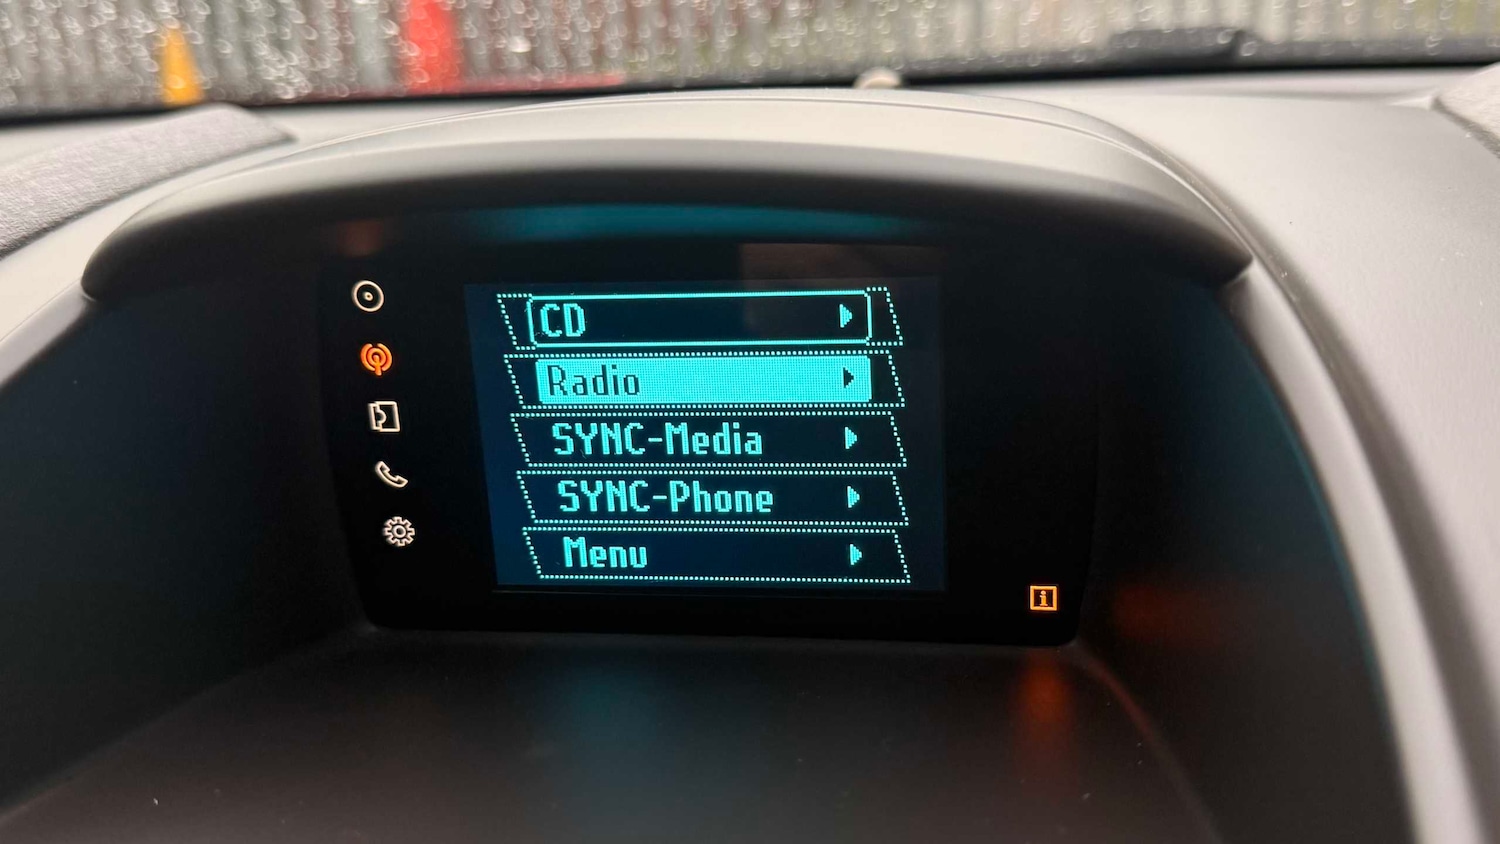 CD
Radio
SYNC-Media
SYNC-Phone
Menu
i